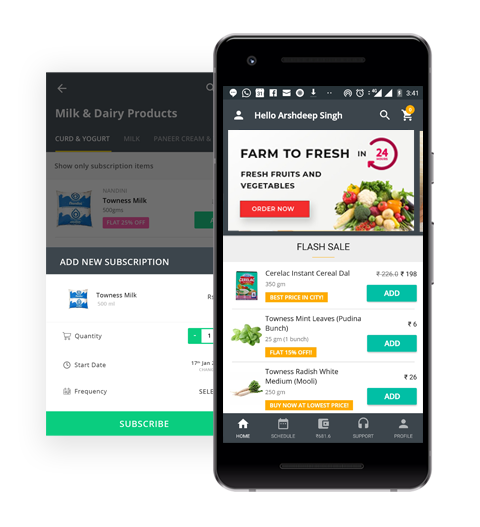 Milk & Dairy Products
CURD & YOGURT MILK PANEER CREAM &
Show only subscription items
NANDINI
Towness Milk
500gms
FLAT 25% OFF
ADD NEW SUBSCRIPTION
Towness Milk
500 ml
Quantity
- 1
Start Date
17th Jan 2
Frequency
SELE
SUBSCRIBE
3:41
Hello Arshdeep Singh
0
FARM TO FRESH IN 24
FRESH FRUITS AND
VEGETABLES
ORDER NOW
FLASH SALE
Cerelac Instant Cereal Dal
₹ 226.0 ₹ 198
350 gm
BEST PRICE IN CITY!
ADD
Towness Mint Leaves (Pudina
Bunch)
₹ 6
25 gm (1 bunch)
FLAT 15% OFF!!
ADD
Towness Radish White
Medium (Mooli)
₹ 26
250 gm
BUY NOW AT LOWEST PRICE!
ADD
HOME SCHEDULE ₹681.6 SUPPORT PROFILE